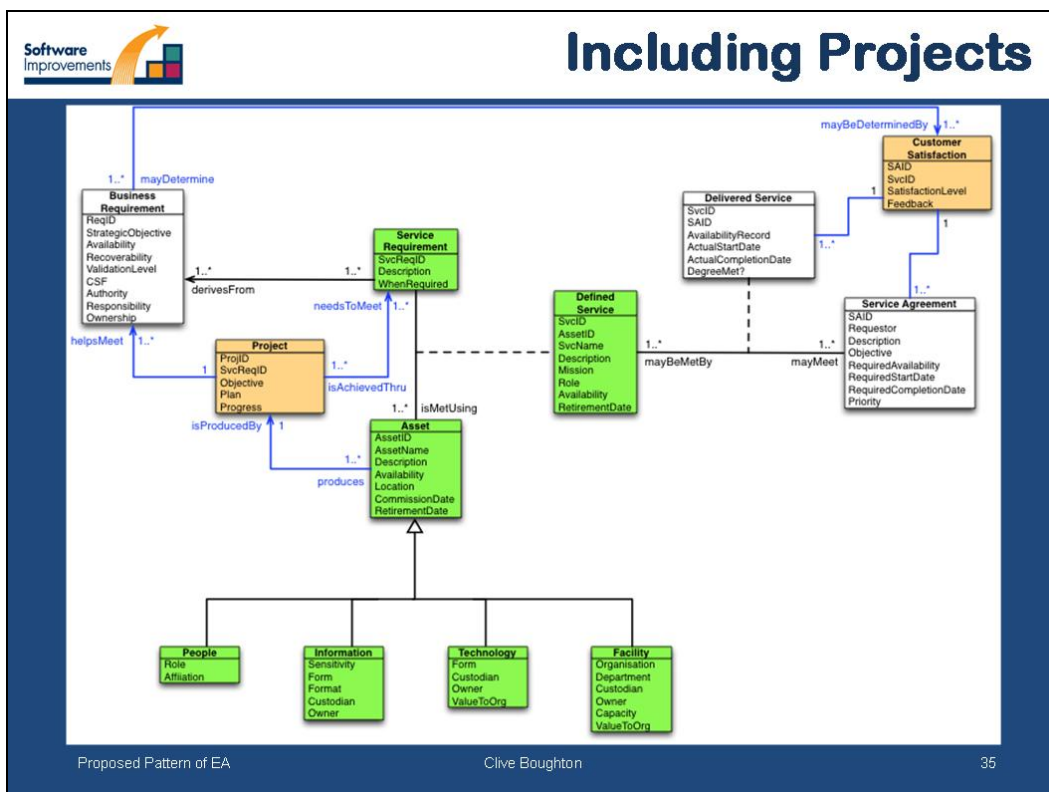 Software
Improvements
Including Projects
mayBeDeterminedBy
1..*
1..*
mayDetermine
Customer
Satisfaction
SAID
SvcID
SatisfactionLevel
Feedback
Business
Requirement
ReqID
StrategicObjective
Availability
Recoverability
ValidationLevel
CSF
Authority
Responsibility
Ownership
Delivered Service
SvcID
SAID
AvailabilityRecord
ActualStartDate
ActualCompletionDate
DegreeMet?
1
1..*
1
1..*
Service
Requirement
SvcReqID
Description
WhenRequired
1..*
1..*
derivesFrom
needsToMeet
1..*
Defined
Service
SvcID
AssetID
SvcName
Description
Mission
Role
Availability
RetirementDate
Service Agreement
SAID
Requestor
Description
Objective
RequiredAvailability
RequiredStartDate
RequiredCompletionDate
Priority
1..*
maybeMetBy
1..*
mayMeet
helpsMeet
1..*
Project
ProjID
SvcReqID
Objective
Plan
Progress
1
1..*
isAchievedThru
1..*
isMetUsing
isProducedBy
1
1..*
produces
Asset
AssetID
AssetName
Description
Availability
Location
CommissionDate
RetirementDate
People
Role
Affiiation
Information
Sensitivity
Form
Format
Custodian
Owner
Technology
Form
Custodian
Owner
ValueToOrg
Facility
Organisation
Department
Custodian
Owner
Capacity
ValueToOrg
Proposed Pattern of EA
Clive Boughton
35